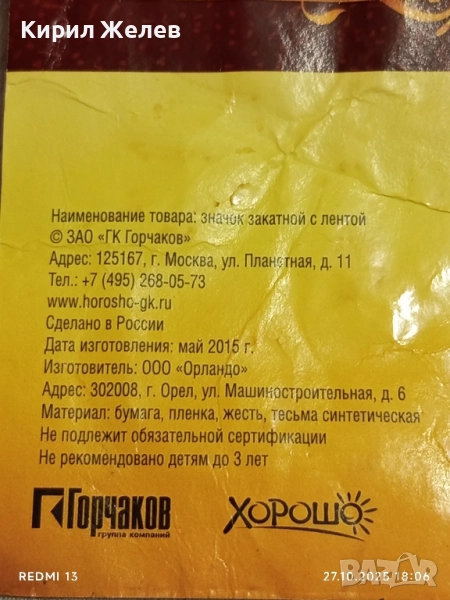 Кирил Желев
Наименование товара: значок закатной с лентой
© ЗАО «ГК Горчаков»
Адрес: 125167, г. Москва, ул. Планетная, д. 11
Тел.: +7 (495) 268-05-73
www.horosho-gk.ru
Сделано в России
Дата изготовления: май 2015 г.
Изготовитель: ООО «Орландо»
Адрес: 302008, г. Орел, ул. Машиностроительная, д. 6
Материал: бумага, пленка, жесть, тесьма синтетическая
Не подлежит обязательной сертификации
Не рекомендовано детям до 3 лет
Горчаков
группа компаний
ХОРОШО
REDMI 13
27.10.2025 18:06
BAZAR